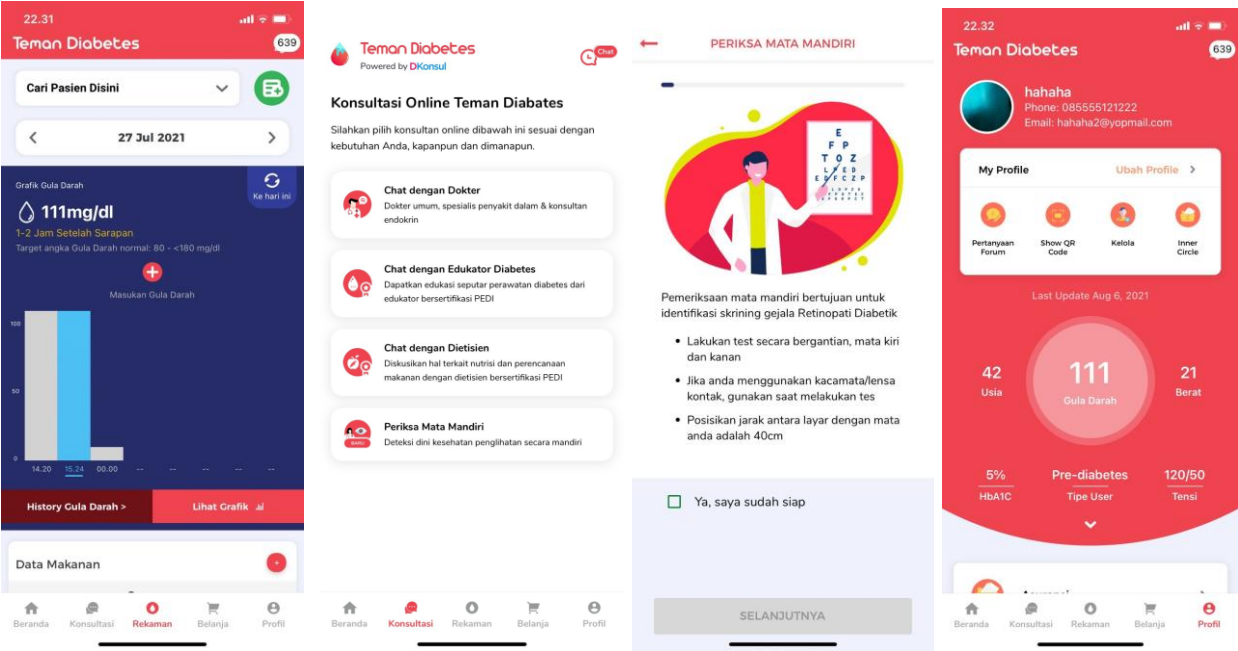 22.31
Teman Diabetes
639
Cari Pasien Disini
27 Jul 2021
Grafik Gula Darah
Ke hari ini
111mg/dl
1-2 Jam Setelah Sarapan
Target angka Gula Darah normal: 80 - <180 mg/dl
Masukan Gula Darah
100
50
0
14.20 15.24 00.00 -- -- -- -- --
History Gula Darah >
Lihat Grafik
Data Makanan
Beranda Konsultasi Rekaman Belanja Profil
Teman Diabetes
Powered by DKonsul
Chat
Konsultasi Online Teman Diabates
Silahkan pilih konsultan online dibawah ini sesuai dengan
kebutuhan Anda, kapanpun dan dimanapun.
Chat dengan Dokter
Dokter umum, spesialis penyakit dalam & konsultan
endokrin
Chat dengan Edukator Diabetes
Dapatkan edukasi seputar perawatan diabetes dari
edukator bersertifikasi PEDI
Chat dengan Dietisien
Diskusikan hal terkait nutrisi dan perencanaan
makanan dengan dietisien bersertifikasi PEDI
Periksa Mata Mandiri
BARU
Deteksi dini kesehatan penglihatan secara mandiri
Beranda Konsultasi Rekaman Belanja Profil
PERIKSA MATA MANDIRI
E
F P
T O Z
L P E D
E D F C Z P
Pemeriksaan mata mandiri bertujuan untuk
identifikasi skrining gejala Retinopati Diabetik
• Lakukan test secara bergantian, mata kiri
dan kanan
• Jika anda menggunakan kacamata/lensa
kontak, gunakan saat melakukan tes
• Posisikan jarak antara layar dengan mata
anda adalah 40cm
Ya, saya sudah siap
SELANJUTNYA
22.32
Teman Diabetes
639
hahaha
Phone: 085555121222
Email: hahaha2@yopmail.com
My Profile
Ubah Profile >
Pertanyaan
Forum
Show QR
Code
Kelola
Inner
Circle
Last Update Aug 6, 2021
42
Usia
111
Gula Darah
21
Berat
5%
HbA1C
Pre-diabetes
Tipe User
120/50
Tensi
Beranda Konsultasi Rekaman Belanja Profil